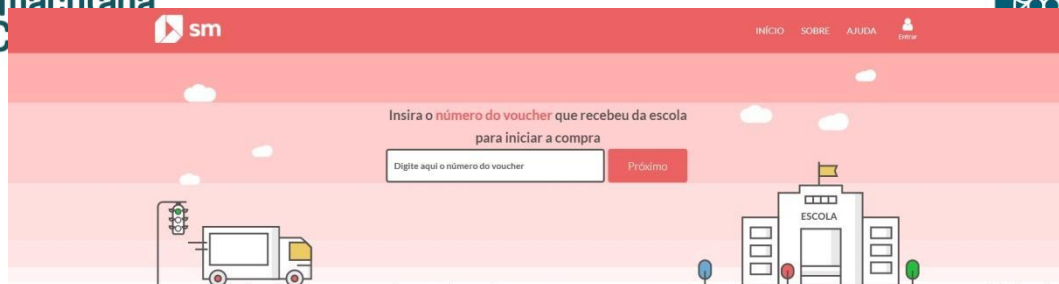 sm
INÍCIO SOBRE AJUDA
Entrar
Insira o número do voucher que recebeu da escola
para iniciar a compra
Digite aqui o número do voucher Próximo
ESCOLA